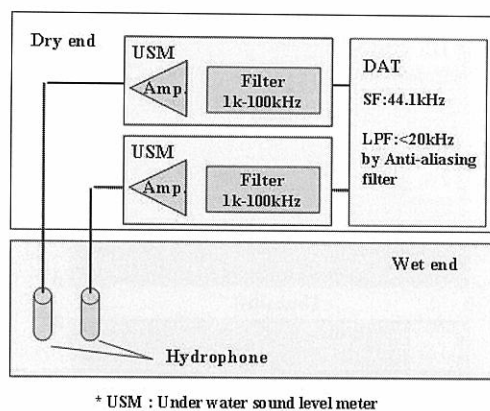 Dry end
USM
Amp.
Filter
1k-100kHz
USM
Amp.
Filter
1k-100kHz
DAT
SF:44.1kHz
LPF:<20kHz
by Anti-aliasing
filter
Wet end
Hydrophone
* USM : Under water sound level meter